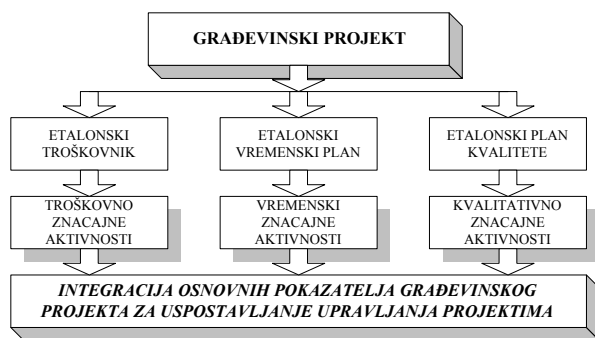 GRAĐEVINSKI PROJEKT
ETALONSKI
TROŠKOVNIK
ETALONSKI
VREMENSKI PLAN
ETALONSKI PLAN
KVALITETE
TROŠKOVNO
ZNACAJNE
AKTIVNOSTI
VREMENSKI
ZNACAJNE
AKTIVNOSTI
KVALITATIVNO
ZNACAJNE
AKTIVNOSTI
INTEGRACIJA OSNOVNIH POKAZATELJA GRAĐEVINSKOG
PROJEKTA ZA USPOSTAVLJANJE UPRAVLJANJA PROJEKTIMA